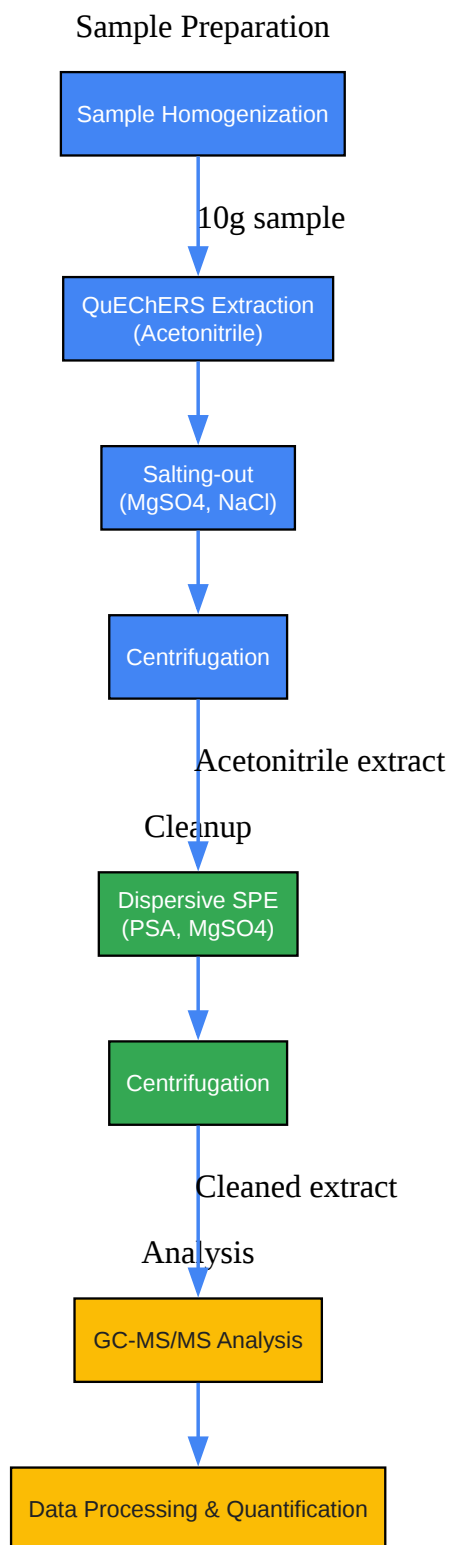 Sample Preparation
Sample Homogenization
10g sample
QuEChERS Extraction
(Acetonitrile)
Salting-out
(MgSO4, NaCl)
Centrifugation
Acetonitrile extract
Cleanup
Dispersive SPE
(PSA, MgSO4)
Centrifugation
Cleaned extract
Analysis
GC-MS/MS Analysis
Data Processing & Quantification